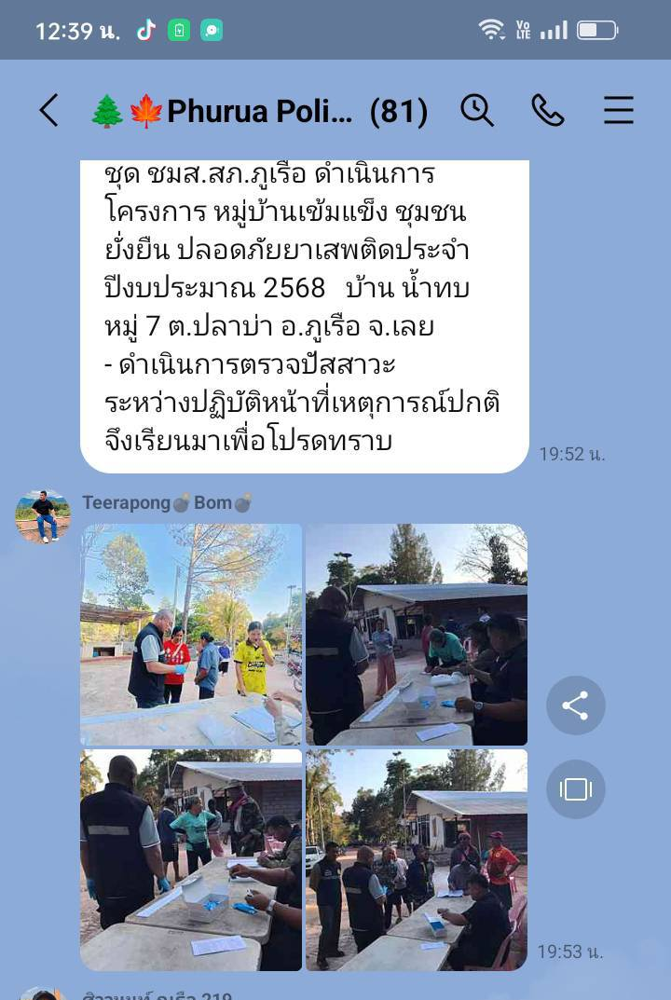 12:39 น.
VoLTE
🌲🍁Phurua Poli... (81)
ชุด ชมส.สภ.ภูเรือ ดำเนินการ
โครงการ หมู่บ้านเข้มแข็ง ชุมชน
ยั่งยืน ปลอดภัยยาเสพติดประจำ
ปีงบประมาณ 2568 บ้าน น้ำทบ
หมู่ 7 ต.ปลาบ่า อ.ภูเรือ จ.เลย
- ดำเนินการตรวจปัสสาวะ
ระหว่างปฏิบัติหน้าที่เหตุการณ์ปกติ
จึงเรียนมาเพื่อโปรดทราบ
19:52 น.
Teerapong💣Bom💣
19:53 น.